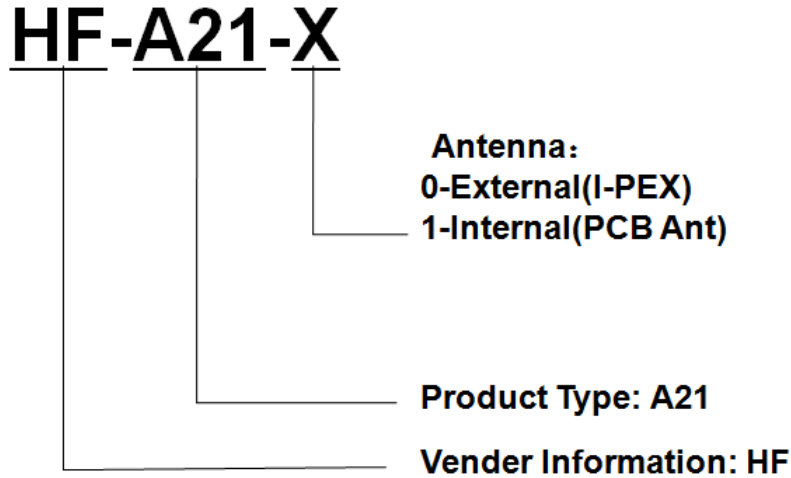 HF-A21-X
Antenna：
0-External(I-PEX)
1-Internal(PCB Ant)
Product Type: A21
Vender Information: HF